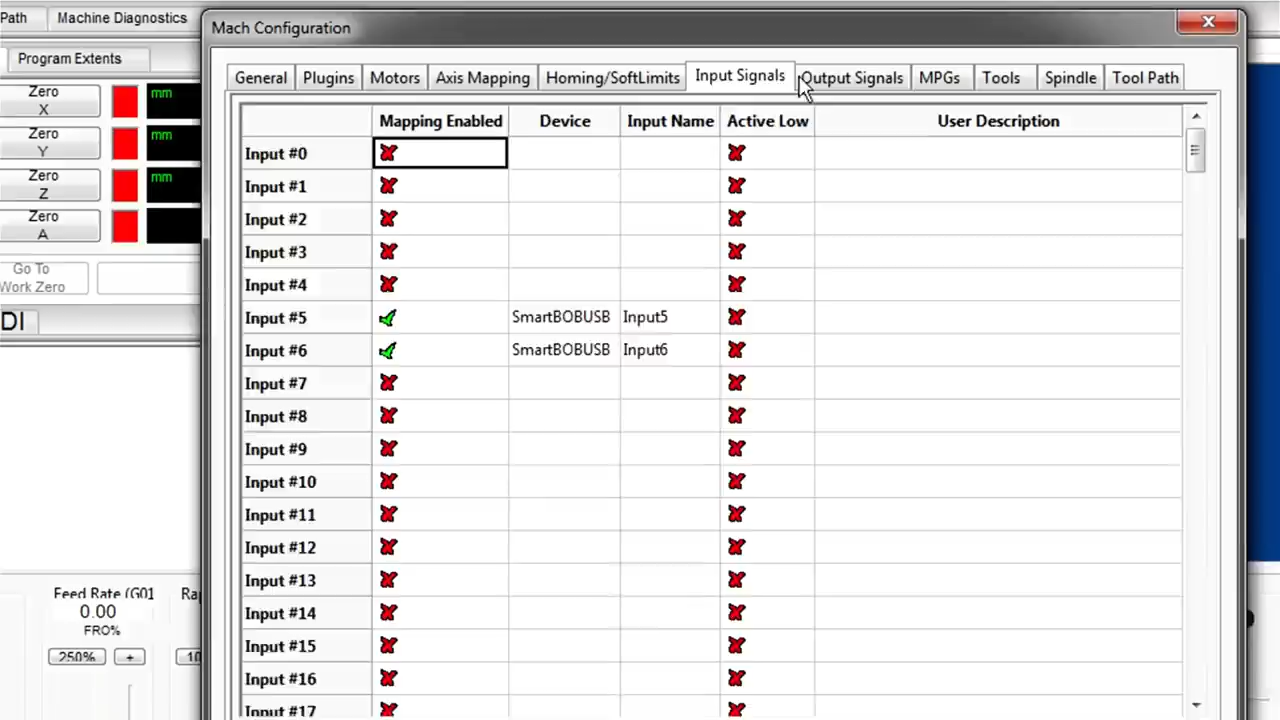 Path Machine Diagnostics
Mach Configuration
Program Extents
General Plugins Motors Axis Mapping Homing/SoftLimits Input Signals Output Signals MPGs Tools Spindle Tool Path
Zero
X
mm
Zero
Y
mm
Zero
Z
mm
Zero
A
Go To
Work Zero
DI
Mapping Enabled Device Input Name Active Low User Description
Input #0
Input #1
Input #2
Input #3
Input #4
Input #5 SmartBOBUSB Input5
Input #6 SmartBOBUSB Input6
Input #7
Input #8
Input #9
Input #10
Input #11
Input #12
Input #13
Input #14
Input #15
Input #16
Input #17
Feed Rate (G01
0.00
FRO%
250% +